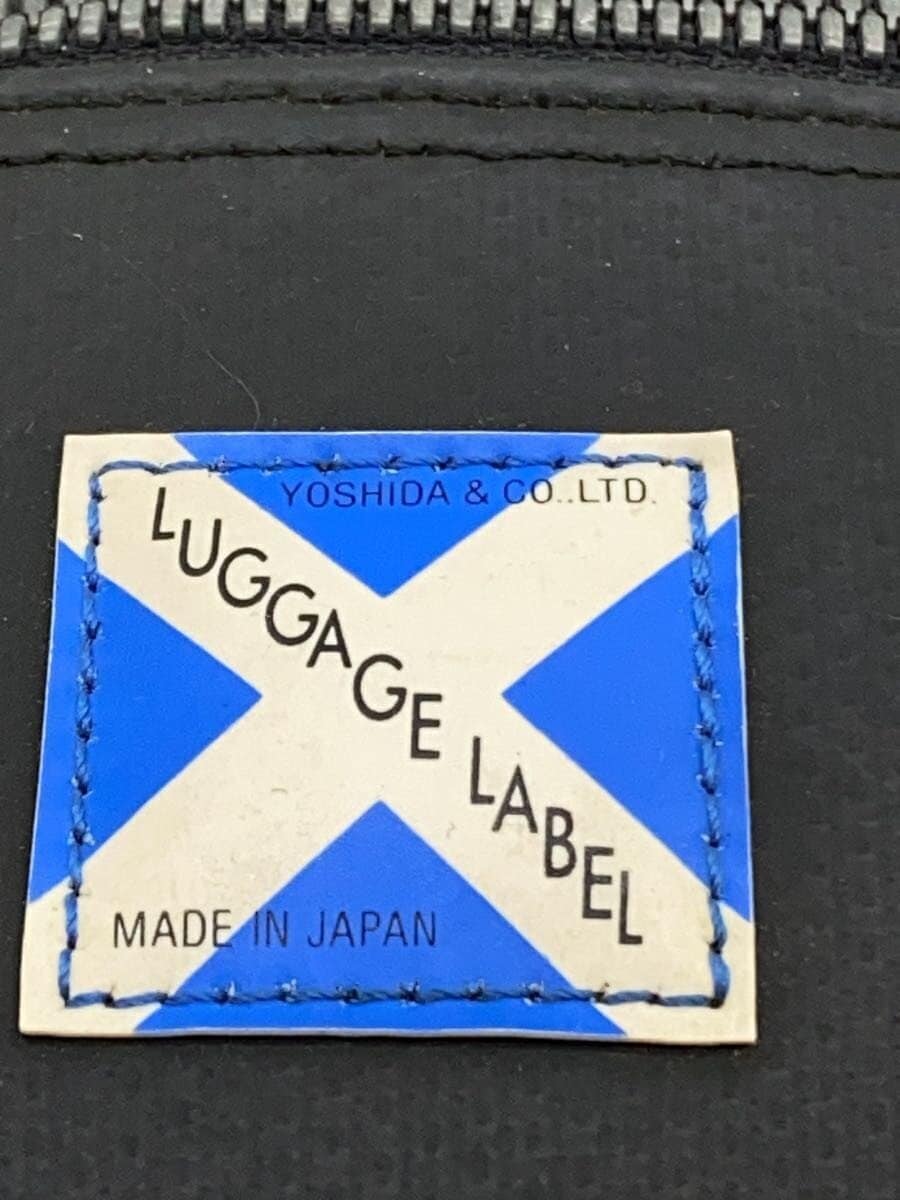 YOSHIDA & CO..LTD.
LUGGAGE LABEL
MADE IN JAPAN